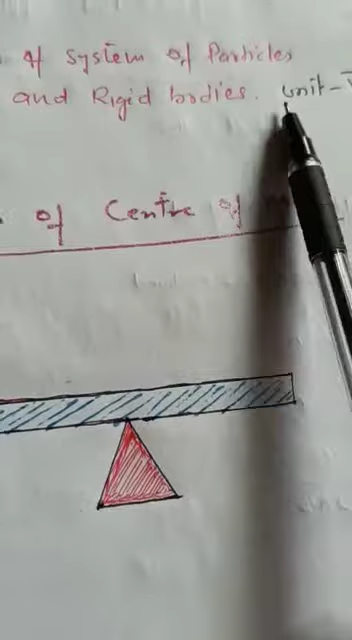 of System of Particles
and Rigid bodies. unit-
of Centre of